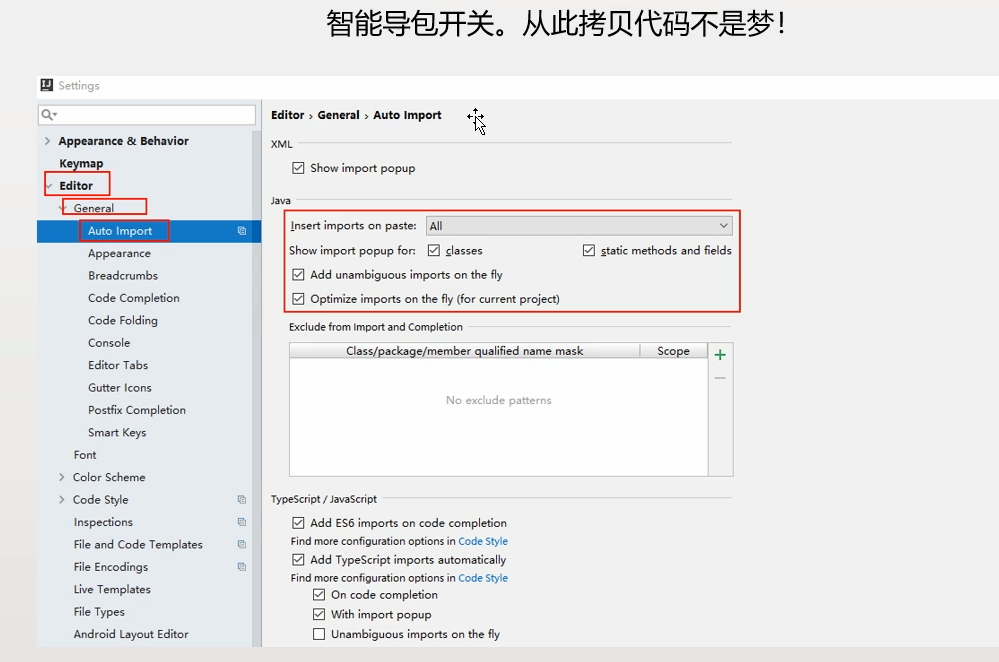 智能导包开关。从此拷贝代码不是梦！
Settings
Appearance & Behavior
Keymap
Editor
General
Auto Import
Appearance
Breadcrumbs
Code Completion
Code Folding
Console
Editor Tabs
Gutter Icons
Postfix Completion
Smart Keys
Font
Color Scheme
Code Style
Inspections
File and Code Templates
File Encodings
Live Templates
File Types
Android Layout Editor
Editor › General › Auto Import
XML
Show import popup
Java
Insert imports on paste: All
Show import popup for: classes static methods and fields
Add unambiguous imports on the fly
Optimize imports on the fly (for current project)
Exclude from Import and Completion
Class/package/member qualified name mask Scope
No exclude patterns
TypeScript / JavaScript
Add ES6 imports on code completion
Find more configuration options in Code Style
Add TypeScript imports automatically
Find more configuration options in Code Style
On code completion
With import popup
Unambiguous imports on the fly